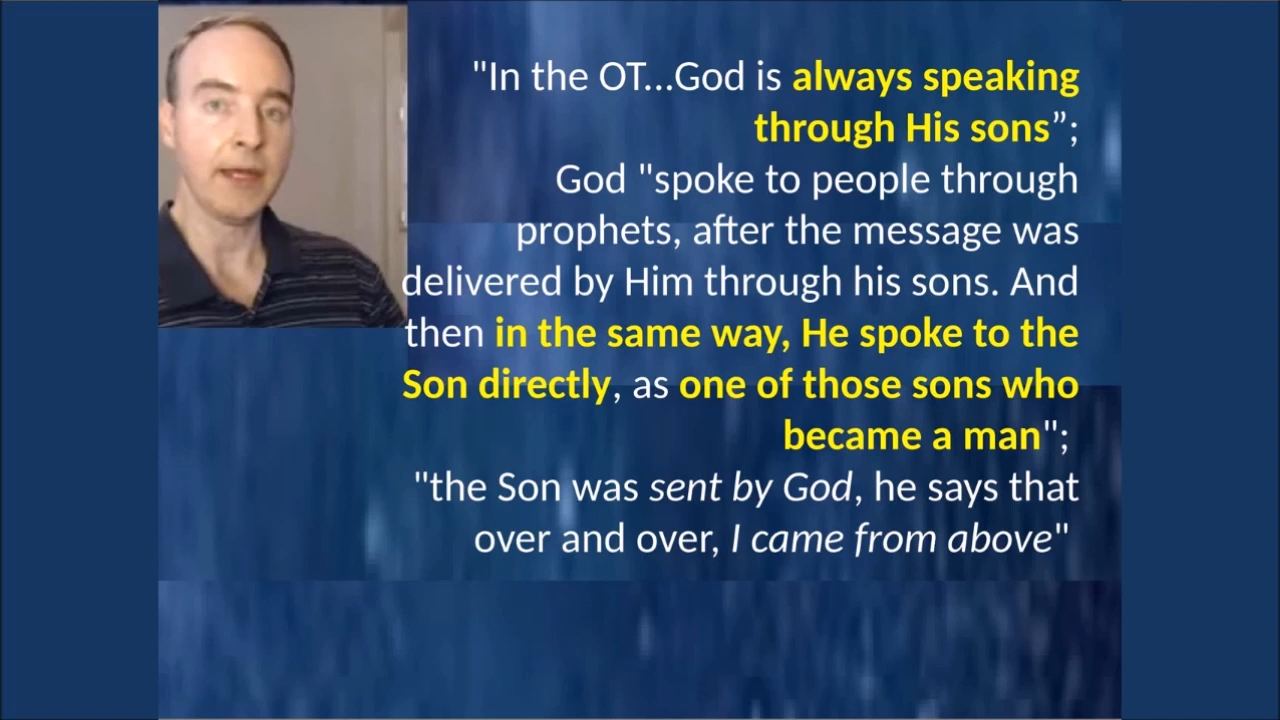 "In the OT...God is always speaking
through His sons”;
God "spoke to people through
prophets, after the message was
delivered by Him through his sons. And
then in the same way, He spoke to the
Son directly, as one of those sons who
became a man";
"the Son was sent by God, he says that
over and over, I came from above"